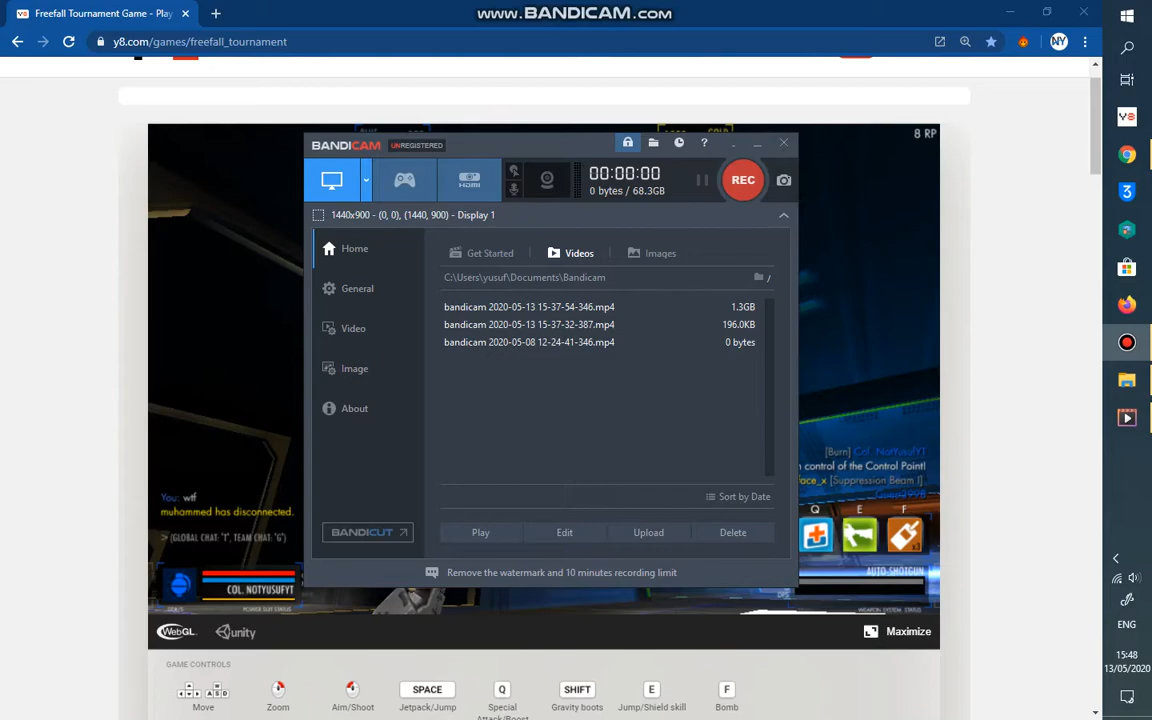 Freefall Tournament Game - Play
www.BANDICAM.com
y8.com/games/freefall_tournament
NY
8 RP
BANDICAM UNREGISTERED
HDMI
00:00:00
0 bytes / 68.3GB
REC
1440x900 - (0, 0), (1440, 900) - Display 1
Home
General
Video
Image
About
BANDICUT
Get Started
Videos
Images
C:\Users\yusuf\Documents\Bandicam
/
bandicam 2020-05-13 15-37-54-346.mp4 1.3GB
bandicam 2020-05-13 15-37-32-387.mp4 196.0KB
bandicam 2020-05-08 12-24-41-346.mp4 0 bytes
Sort by Date
Play Edit Upload Delete
Remove the watermark and 10 minutes recording limit
You: wtf
muhammed has disconnected.
> (GLOBAL CHAT: 'T', TEAM CHAT: 'G')
COL. NOTYUSUFYT
[Burn] Col. NotYusufYT
control of the Control Point!
face_x [Suppression Beam I]
Q E F
x3
AUTO-SHOTGUN
WebGL
unity
Maximize
GAME CONTROLS
W
A S D
Move
Zoom
Aim/Shoot
SPACE
Jetpack/Jump
Q
Special
Attack/Boost
SHIFT
Gravity boots
E
Jump/Shield skill
F
Bomb
Y8
ENG
15:48
13/05/2020